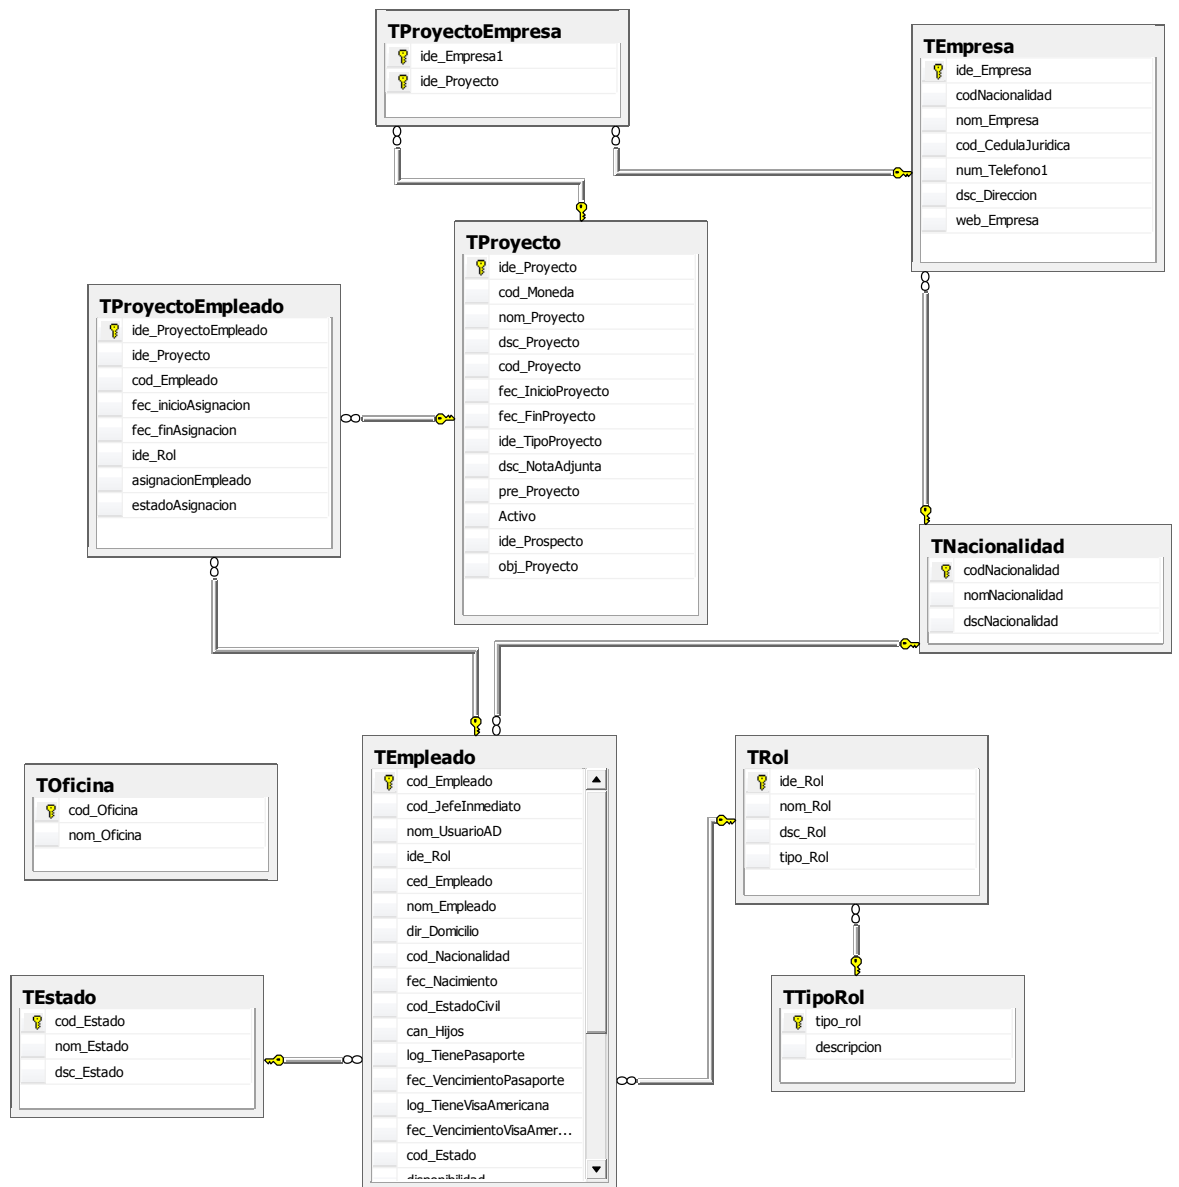 TProyectoEmpresa
ide_Empresa1
ide_Proyecto
TEmpresa
ide_Empresa
codNacionalidad
nom_Empresa
cod_CedulaJuridica
num_Telefono1
dsc_Direccion
web_Empresa
TProyecto
ide_Proyecto
cod_Moneda
nom_Proyecto
dsc_Proyecto
cod_Proyecto
fec_InicioProyecto
fec_FinProyecto
ide_TipoProyecto
dsc_NotaAdjunta
pre_Proyecto
Activo
ide_Prospecto
obj_Proyecto
TProyectoEmpleado
ide_ProyectoEmpleado
ide_Proyecto
cod_Empleado
fec_inicioAsignacion
fec_finAsignacion
ide_Rol
asignacionEmpleado
estadoAsignacion
TNacionalidad
codNacionalidad
nomNacionalidad
dscNacionalidad
TOficina
cod_Oficina
nom_Oficina
TEmpleado
cod_Empleado
cod_JefeInmediato
nom_UsuarioAD
ide_Rol
ced_Empleado
nom_Empleado
dir_Domicilio
cod_Nacionalidad
fec_Nacimiento
cod_EstadoCivil
can_Hijos
log_TienePasaporte
fec_VencimientoPasaporte
log_TieneVisaAmericana
fec_VencimientoVisaAmer...
cod_Estado
disponibilidad
TRol
ide_Rol
nom_Rol
dsc_Rol
tipo_Rol
TEstado
cod_Estado
nom_Estado
dsc_Estado
TTipoRol
tipo_rol
descripcion